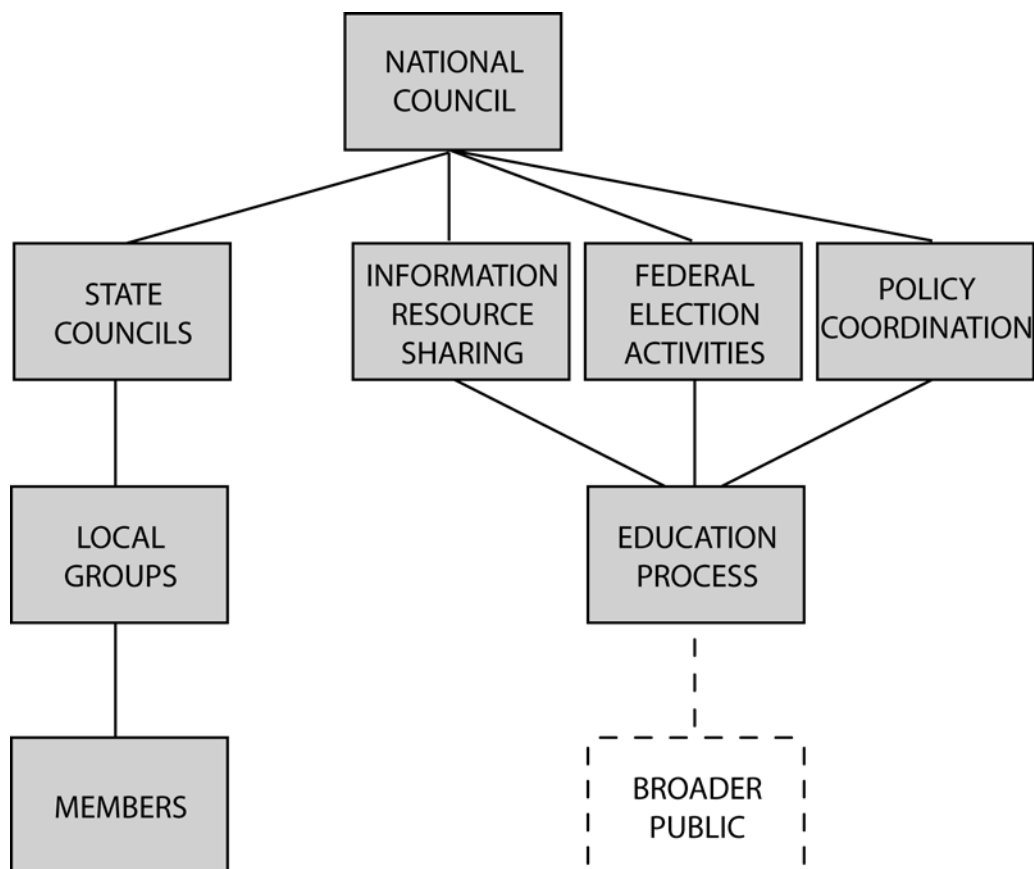 NATIONAL
COUNCIL
STATE
COUNCILS
INFORMATION
RESOURCE
SHARING
FEDERAL
ELECTION
ACTIVITIES
POLICY
COORDINATION
LOCAL
GROUPS
EDUCATION
PROCESS
MEMBERS
BROADER
PUBLIC